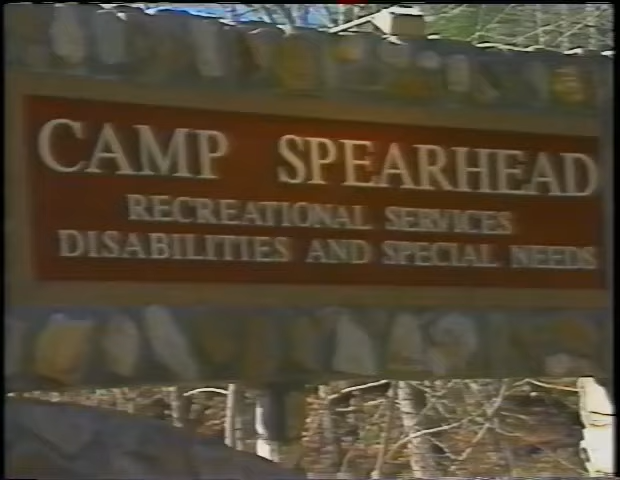 CAMP SPEARHEAD
RECREATIONAL SERVICES
DISABILITIES AND SPECIAL NEEDS